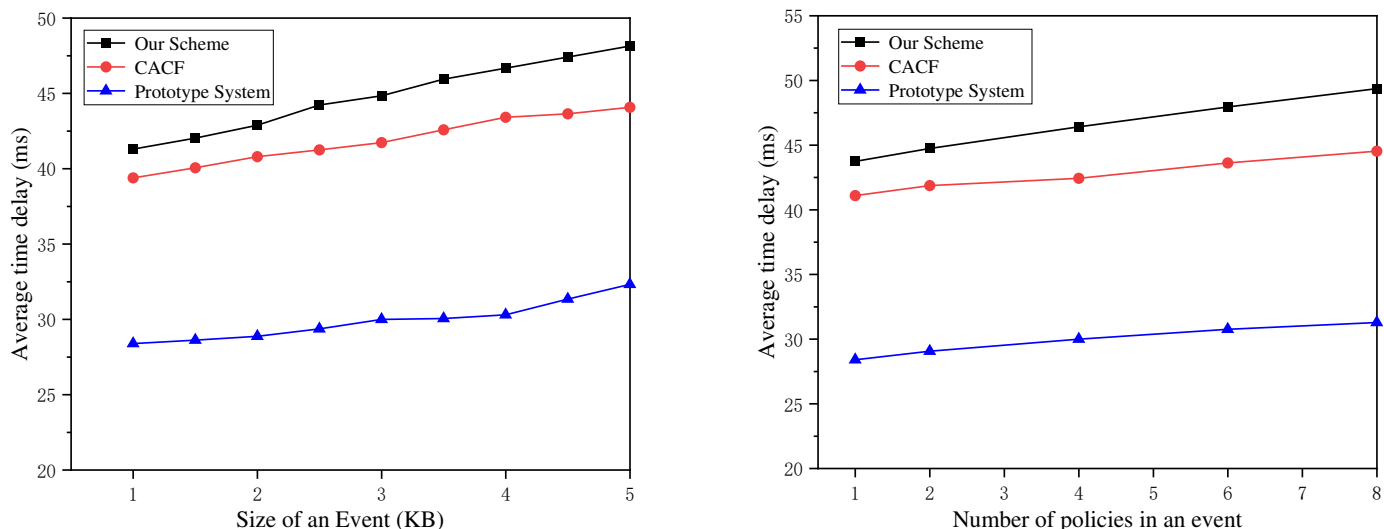 50
45
40
35
30
25
20
Average time delay (ms)
Our Scheme
CACF
Prototype System
1 2 3 4 5
Size of an Event (KB)
55
50
45
40
35
30
25
20
Average time delay (ms)
Our Scheme
CACF
Prototype System
1 2 3 4 5 6 7 8
Number of policies in an event